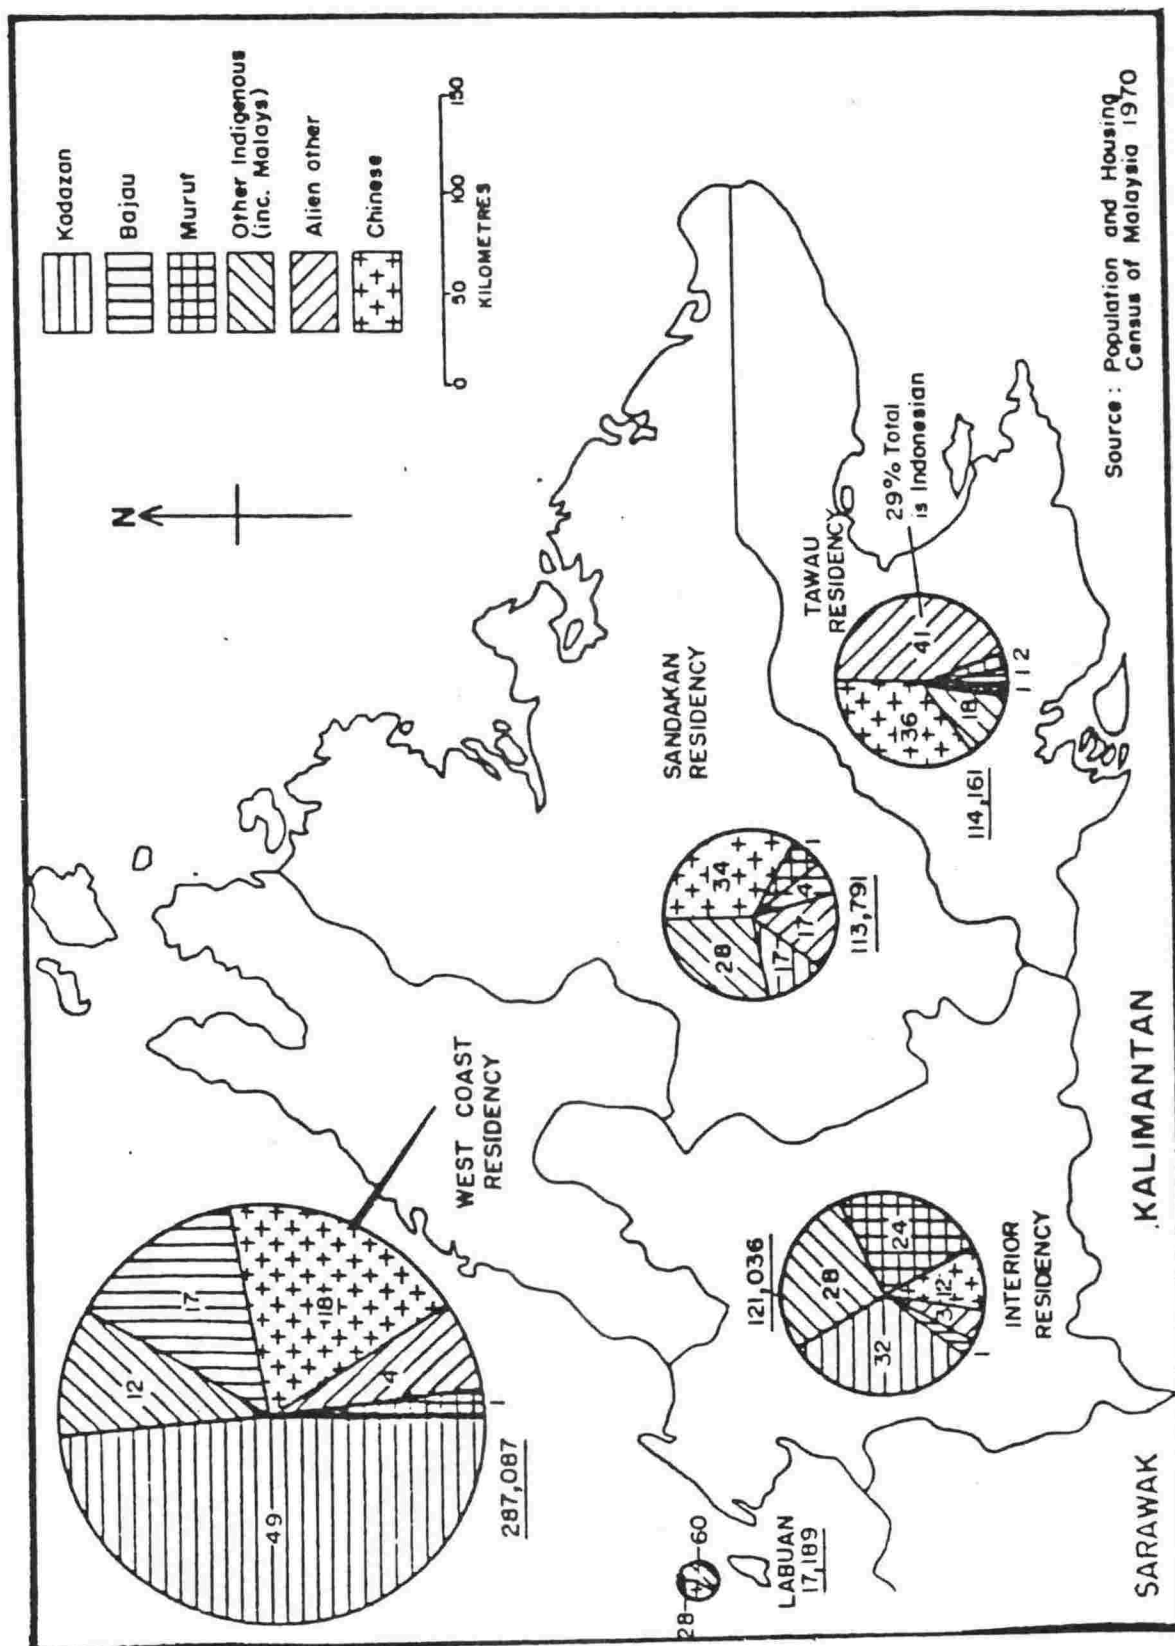 Kadazan
Bajau
Murut
Other Indigenous
(inc. Malays)
Alien other
Chinese
0 50 100 150
KILOMETRES
N
WEST COAST
RESIDENCY
12
17
18
4
1
49
287,087
SANDAKAN
RESIDENCY
28
34
1
4
17
17
113,791
TAWAU
RESIDENCY
29% Total
is Indonesian
41
36
18
1 1 2
114,161
121,036
28
24
32
12
3
1
INTERIOR
RESIDENCY
28
60
LABUAN
17,189
SARAWAK
KALIMANTAN
Source: Population and Housing
Census of Malaysia 1970